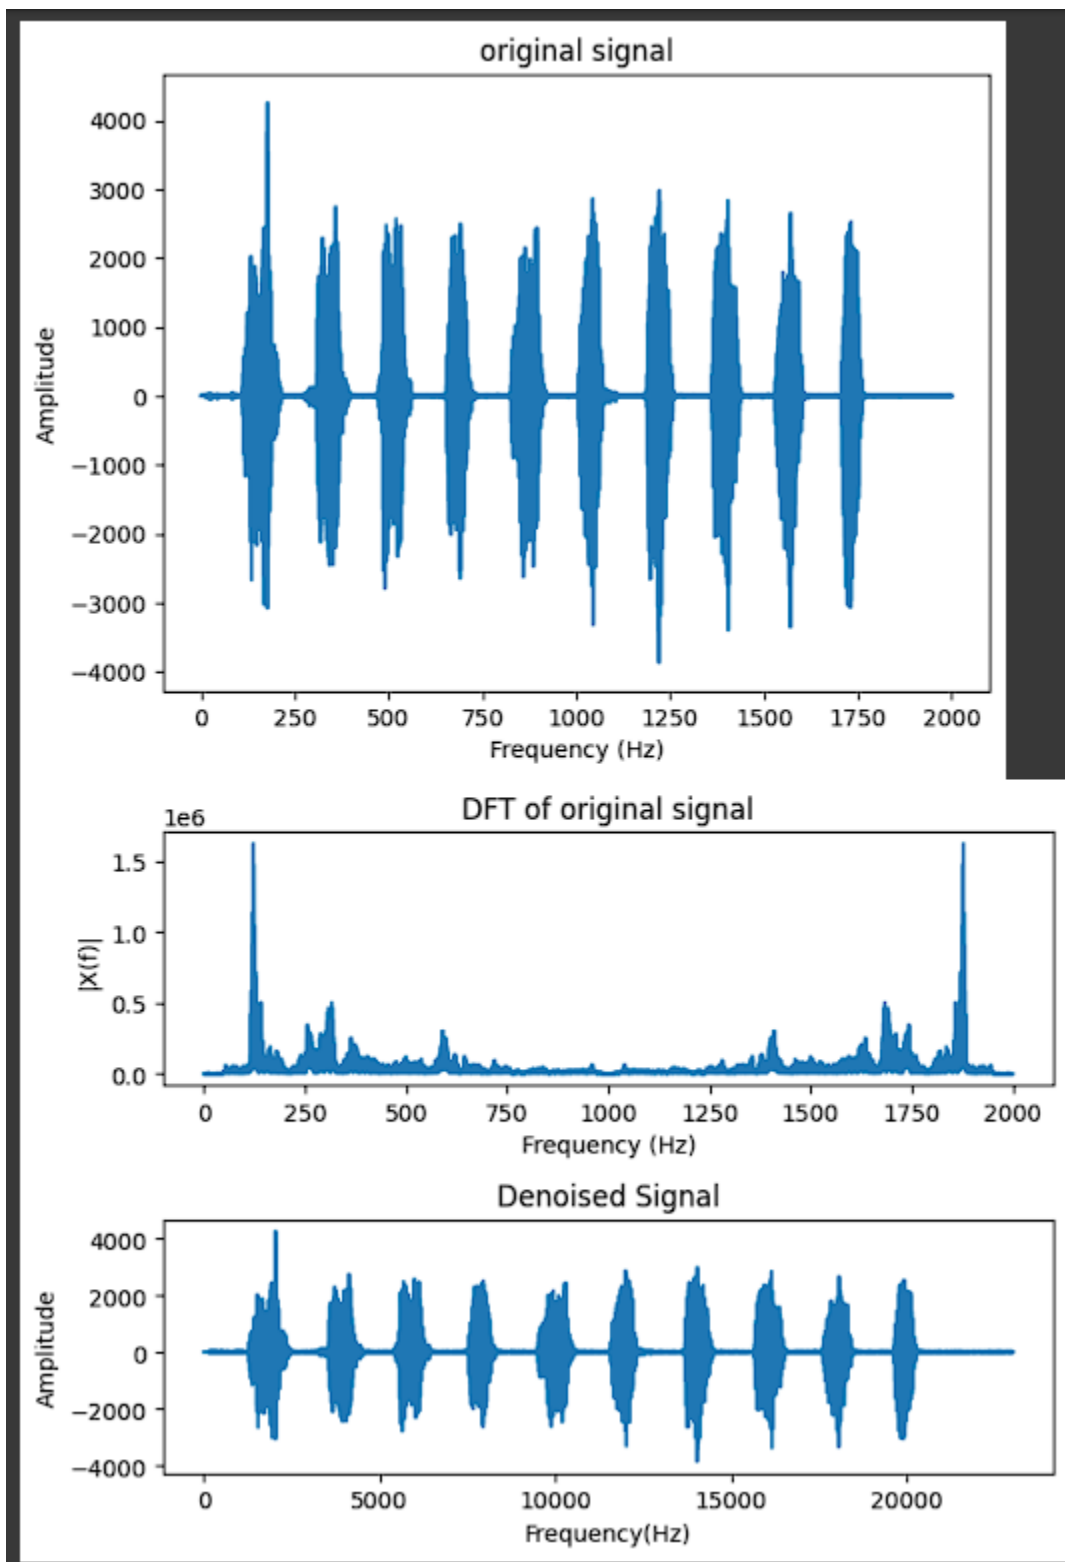 original signal
4000
3000
2000
1000
0
−1000
−2000
−3000
−4000
Amplitude
0 250 500 750 1000 1250 1500 1750 2000
Frequency (Hz)
DFT of original signal
1e6
1.5
1.0
0.5
0.0
|X(f)|
0 250 500 750 1000 1250 1500 1750 2000
Frequency (Hz)
Denoised Signal
4000
2000
0
−2000
−4000
Amplitude
0 5000 10000 15000 20000
Frequency(Hz)